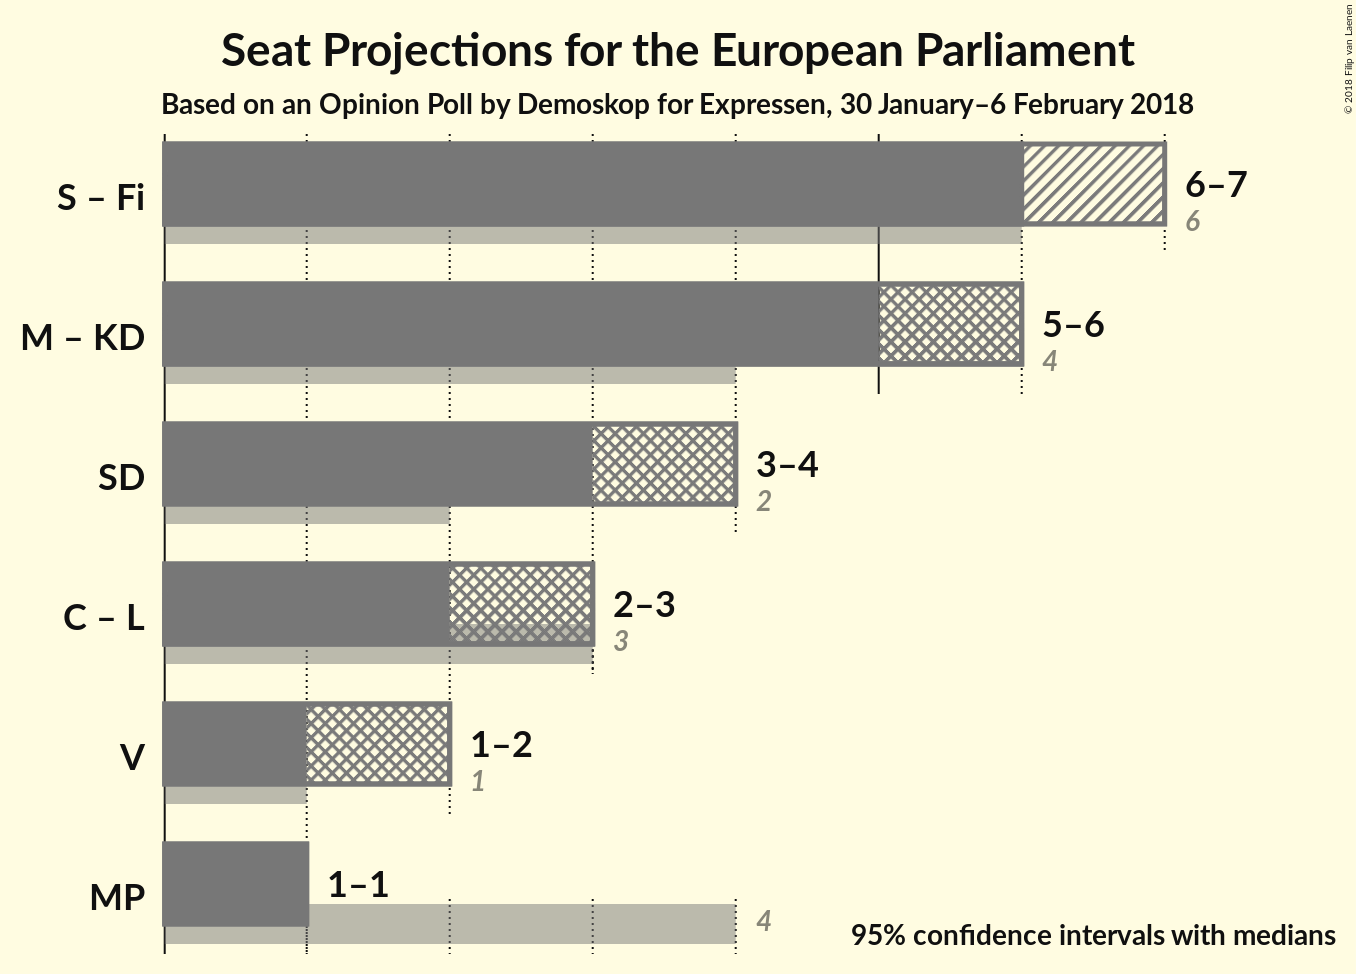 Seat Projections for the European Parliament
Based on an Opinion Poll by Demoskop for Expressen, 30 January–6 February 2018
© 2018 Filip van Laenen
S – Fi
6–7
6
M – KD
5–6
4
SD
3–4
2
C – L
2–3
3
V
1–2
1
MP
1–1
4
95% confidence intervals with medians